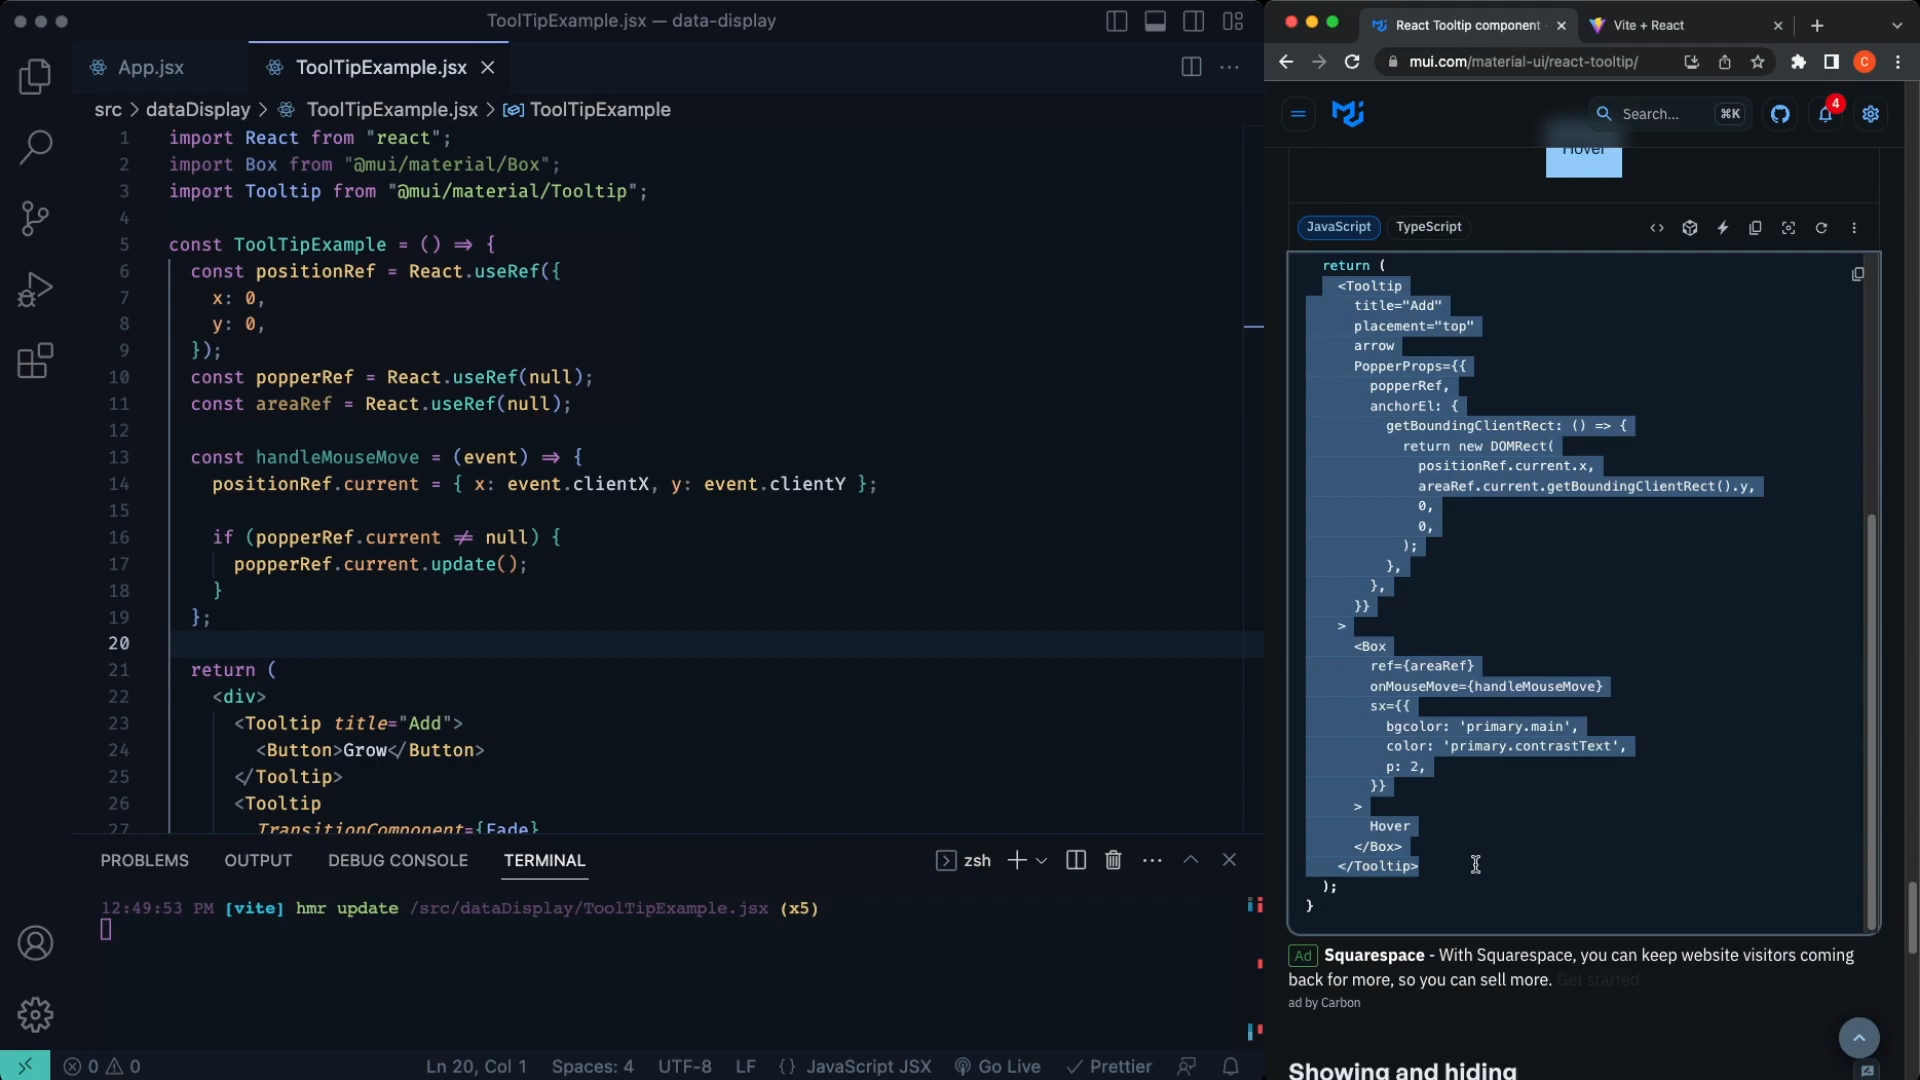 ToolTipExample.jsx — data-display
App.jsx
ToolTipExample.jsx
src > dataDisplay > ToolTipExample.jsx > ToolTipExample
1 import React from "react";
2 import Box from "@mui/material/Box";
3 import Tooltip from "@mui/material/Tooltip";
4
5 const ToolTipExample = () => {
6 const positionRef = React.useRef({
7 x: 0,
8 y: 0,
9 });
10 const popperRef = React.useRef(null);
11 const areaRef = React.useRef(null);
12
13 const handleMouseMove = (event) => {
14 positionRef.current = { x: event.clientX, y: event.clientY };
15
16 if (popperRef.current != null) {
17 popperRef.current.update();
18 }
19 };
20
21 return (
22 <div>
23 <Tooltip title="Add">
24 <Button>Grow</Button>
25 </Tooltip>
26 <Tooltip
27 TransitionComponent={Fade}
PROBLEMS OUTPUT DEBUG CONSOLE TERMINAL
zsh
12:49:53 PM [vite] hmr update /src/dataDisplay/ToolTipExample.jsx (x5)
0 0
Ln 20, Col 1 Spaces: 4 UTF-8 LF {} JavaScript JSX Go Live Prettier
React Tooltip component
Vite + React
mui.com/material-ui/react-tooltip/
C
Search... ⌘K
4
Hover
JavaScript TypeScript
return (
<Tooltip
title="Add"
placement="top"
arrow
PopperProps={{
popperRef,
anchorEl: {
getBoundingClientRect: () => {
return new DOMRect(
positionRef.current.x,
areaRef.current.getBoundingClientRect().y,
0,
0,
);
},
},
}}
>
<Box
ref={areaRef}
onMouseMove={handleMouseMove}
sx={{
bgcolor: 'primary.main',
color: 'primary.contrastText',
p: 2,
}}
>
Hover
</Box>
</Tooltip>
);
}
Ad Squarespace - With Squarespace, you can keep website visitors coming
back for more, so you can sell more. Get started
ad by Carbon
Showing and hiding